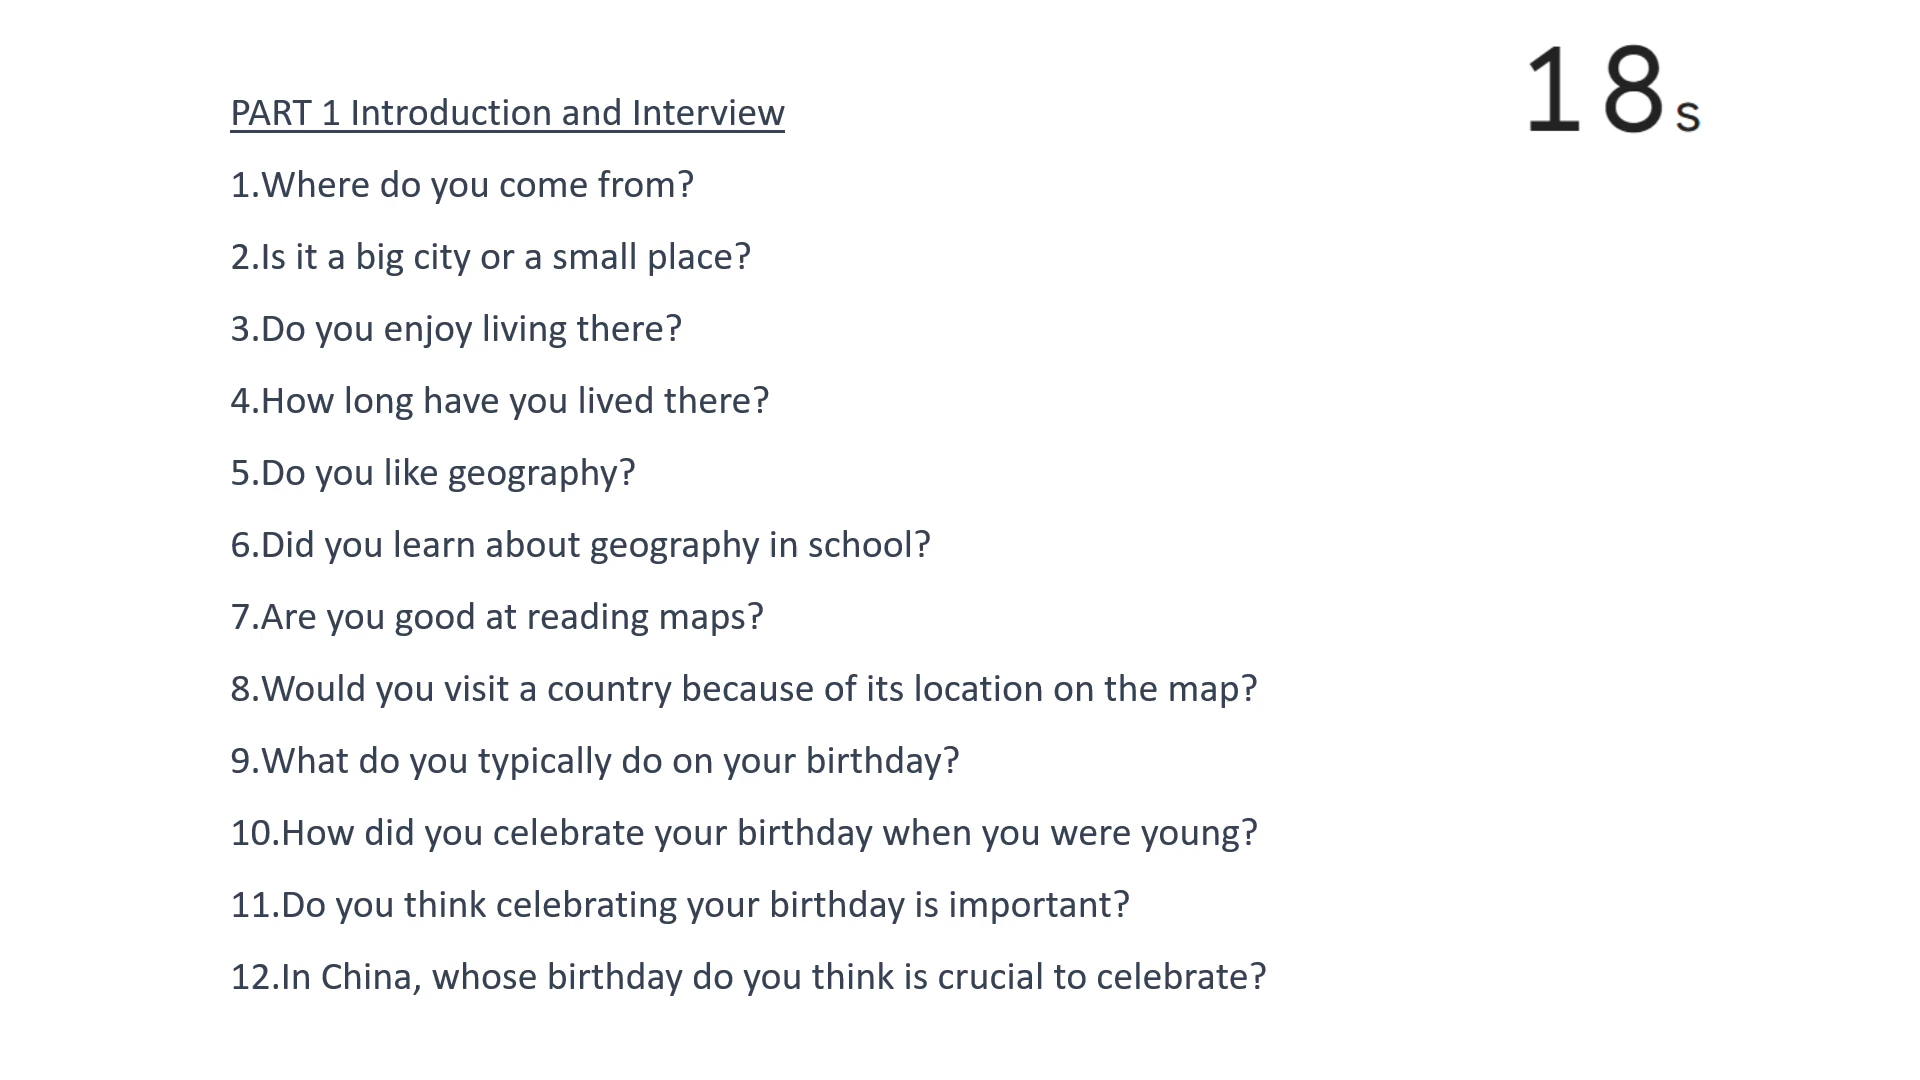 18s
PART 1 Introduction and Interview
1.Where do you come from?
2.Is it a big city or a small place?
3.Do you enjoy living there?
4.How long have you lived there?
5.Do you like geography?
6.Did you learn about geography in school?
7.Are you good at reading maps?
8.Would you visit a country because of its location on the map?
9.What do you typically do on your birthday?
10.How did you celebrate your birthday when you were young?
11.Do you think celebrating your birthday is important?
12.In China, whose birthday do you think is crucial to celebrate?